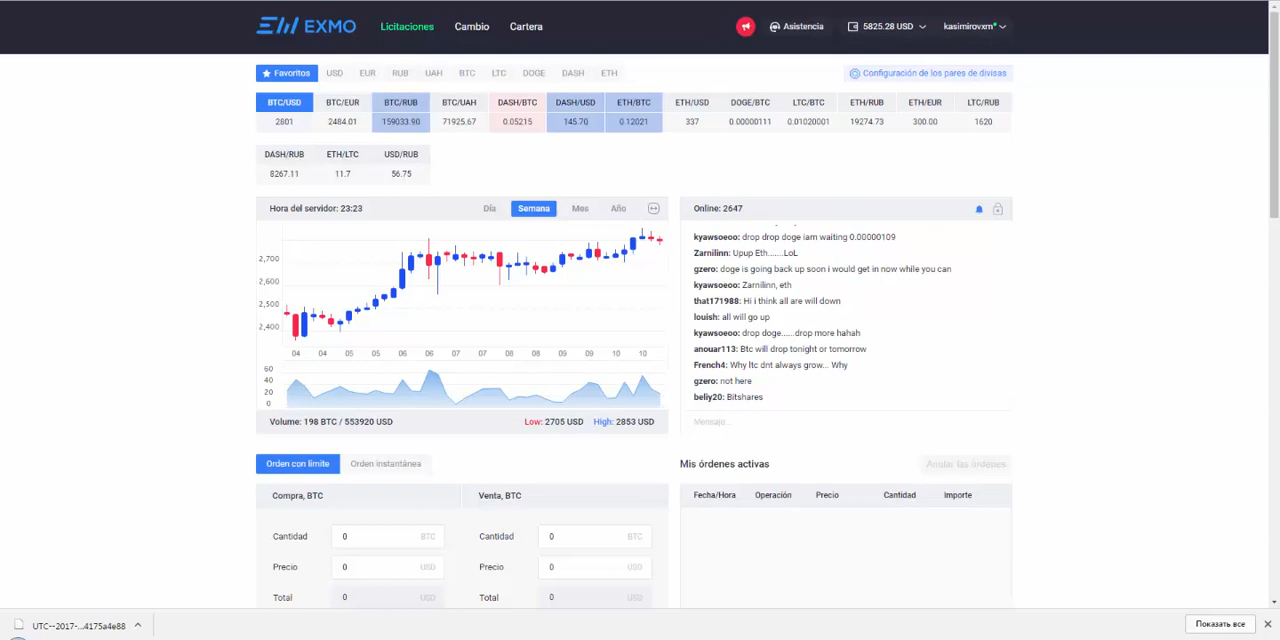 EXMO Licitaciones Cambio Cartera Asistencia 5825.28 USD kasimirovxm
Favoritos USD EUR RUB UAH BTC LTC DOGE DASH ETH Configuración de los pares de divisas
BTC/USD BTC/EUR BTC/RUB BTC/UAH DASH/BTC DASH/USD ETH/BTC ETH/USD DOGE/BTC LTC/BTC ETH/RUB ETH/EUR LTC/RUB
2801 2484.01 159033.90 71925.67 0.05215 145.70 0.12021 337 0.00000111 0.01020001 19274.73 300.00 1620
DASH/RUB ETH/LTC USD/RUB
8267.11 11.7 56.75
Hora del servidor: 23:23 Día Semana Mes Año
2,700
2,600
2,500
2,400
04 04 05 05 06 06 07 07 08 08 09 09 10 10
60
40
20
0
Volume: 198 BTC / 553920 USD Low: 2705 USD High: 2853 USD
Online: 2647
kyawsoeoo: drop drop doge iam waiting 0.00000109
Zarnilinn: Upup Eth.......LoL
gzero: doge is going back up soon i would get in now while you can
kyawsoeoo: Zarnilinn, eth
that171988: Hi i think all are will down
louish: all will go up
kyawsoeoo: drop doge......drop more hahah
anouar113: Btc will drop tonight or tomorrow
French4: Why ltc dnt always grow... Why
gzero: not here
beliy20: Bitshares
Mensaje...
Orden con límite Orden instantánea
Compra, BTC Venta, BTC
Cantidad 0 BTC Cantidad 0 BTC
Precio 0 USD Precio 0 USD
Total 0 USD Total 0 USD
Mis órdenes activas Anular las órdenes
Fecha/Hora Operación Precio Cantidad Importe
UTC--2017-...4175a4e88 Показать все